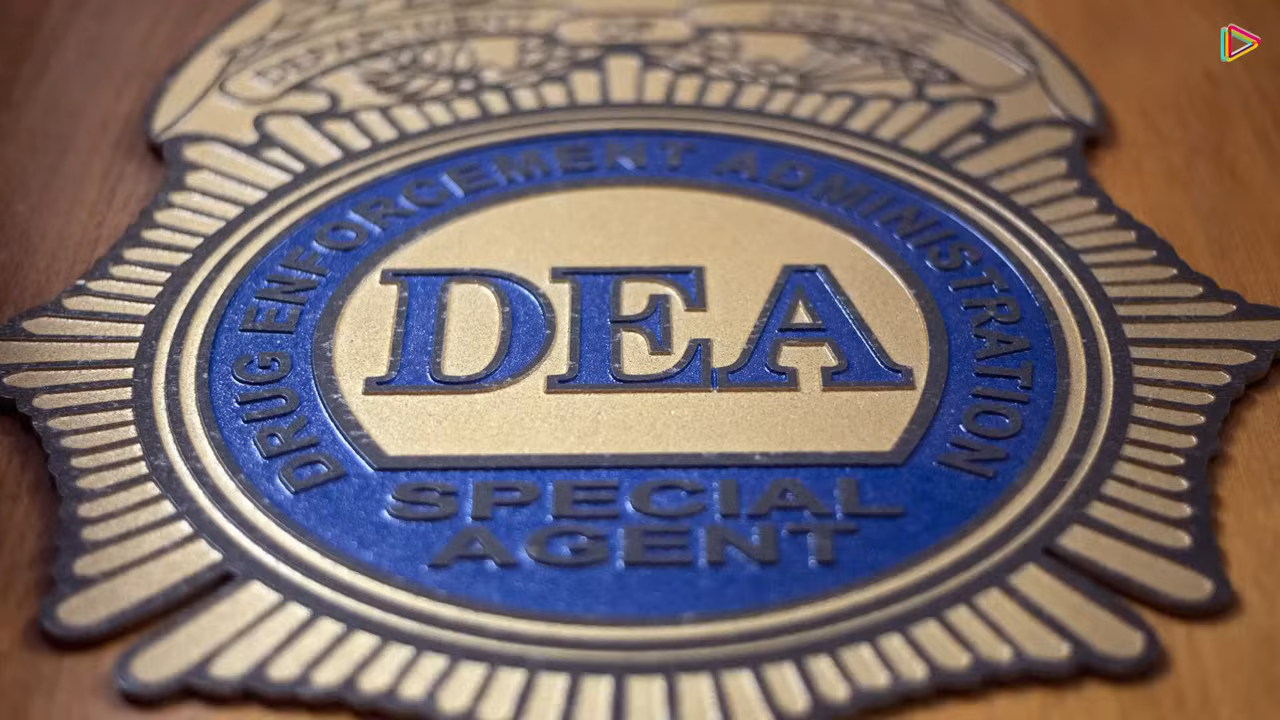 DRUG ENFORCEMENT ADMINISTRATION
DEA
SPECIAL
AGENT